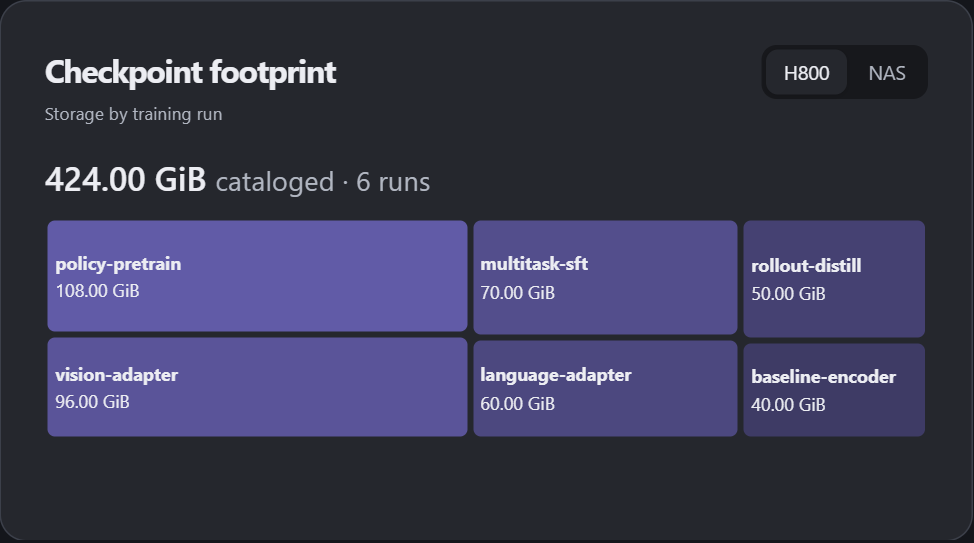 Checkpoint footprint
H800
NAS
Storage by training run
424.00 GiB cataloged · 6 runs
policy-pretrain
108.00 GiB
multitask-sft
70.00 GiB
rollout-distill
50.00 GiB
vision-adapter
96.00 GiB
language-adapter
60.00 GiB
baseline-encoder
40.00 GiB